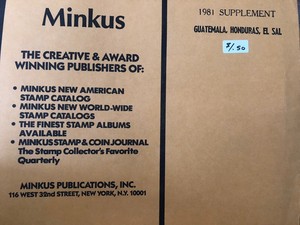 Minkus
THE CREATIVE & AWARD
WINNING PUBLISHERS OF:
• MINKUS NEW AMERICAN
STAMP CATALOG
• MINKUS NEW WORLD-WIDE
STAMP CATALOGS
• THE FINEST STAMP ALBUMS
AVAILABLE
• MINKUS STAMP & COIN JOURNAL
The Stamp Collector's Favorite
Quarterly
MINKUS PUBLICATIONS, INC.
116 WEST 32nd STREET, NEW YORK, N.Y. 10001
1981 SUPPLEMENT
GUATEMALA, HONDURAS, EL SAL